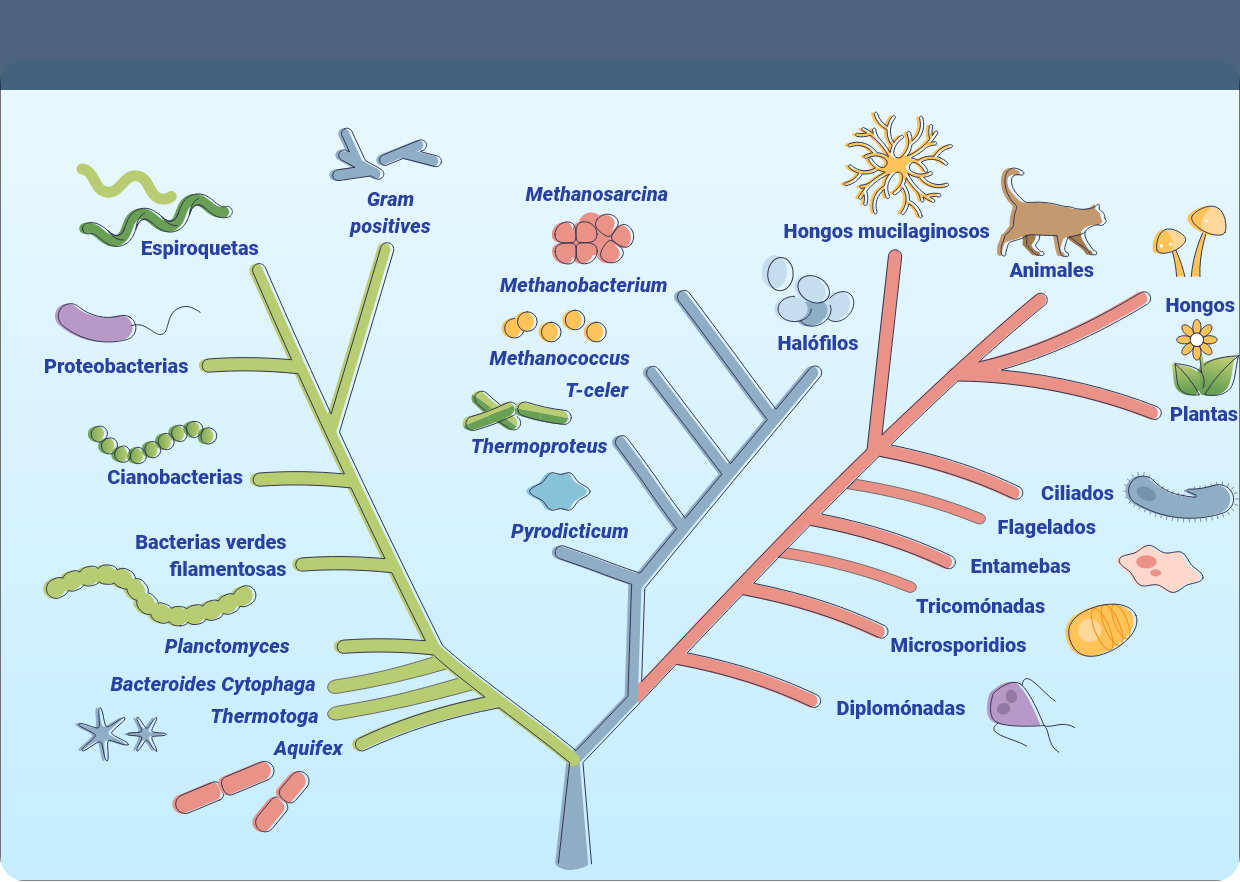 Gram
positives
Espiroquetas
Proteobacterias
Cianobacterias
Bacterias verdes
filamentosas
Planctomyces
Bacteroides Cytophaga
Thermotoga
Aquifex
Methanosarcina
Methanobacterium
Methanococcus
T-celer
Thermoproteus
Pyrodicticum
Halófilos
Hongos mucilaginosos
Animales
Hongos
Plantas
Ciliados
Flagelados
Entamebas
Tricomónadas
Microsporidios
Diplomónadas